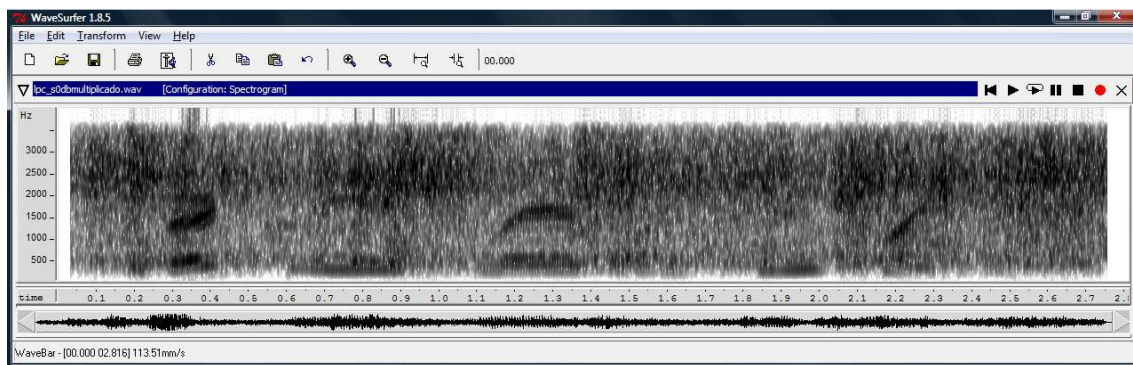 WaveSurfer 1.8.5
File Edit Transform View Help
00.000
lpc_s0dbmultiplicado.wav [Configuration: Spectrogram]
Hz
3000
2500
2000
1500
1000
500
time 0.1 0.2 0.3 0.4 0.5 0.6 0.7 0.8 0.9 1.0 1.1 1.2 1.3 1.4 1.5 1.6 1.7 1.8 1.9 2.0 2.1 2.2 2.3 2.4 2.5 2.6 2.7
WaveBar - [00.000 02.816] 113.51mm/s